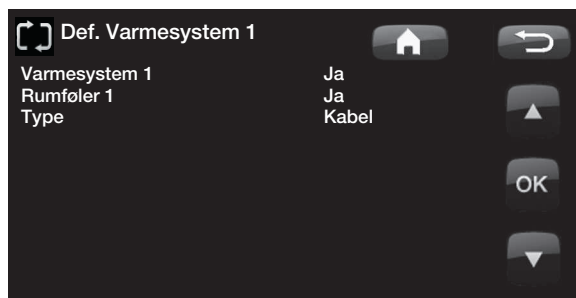 Def. Varmesystem 1
Varmesystem 1 Ja
Rumføler 1 Ja
Type Kabel
OK